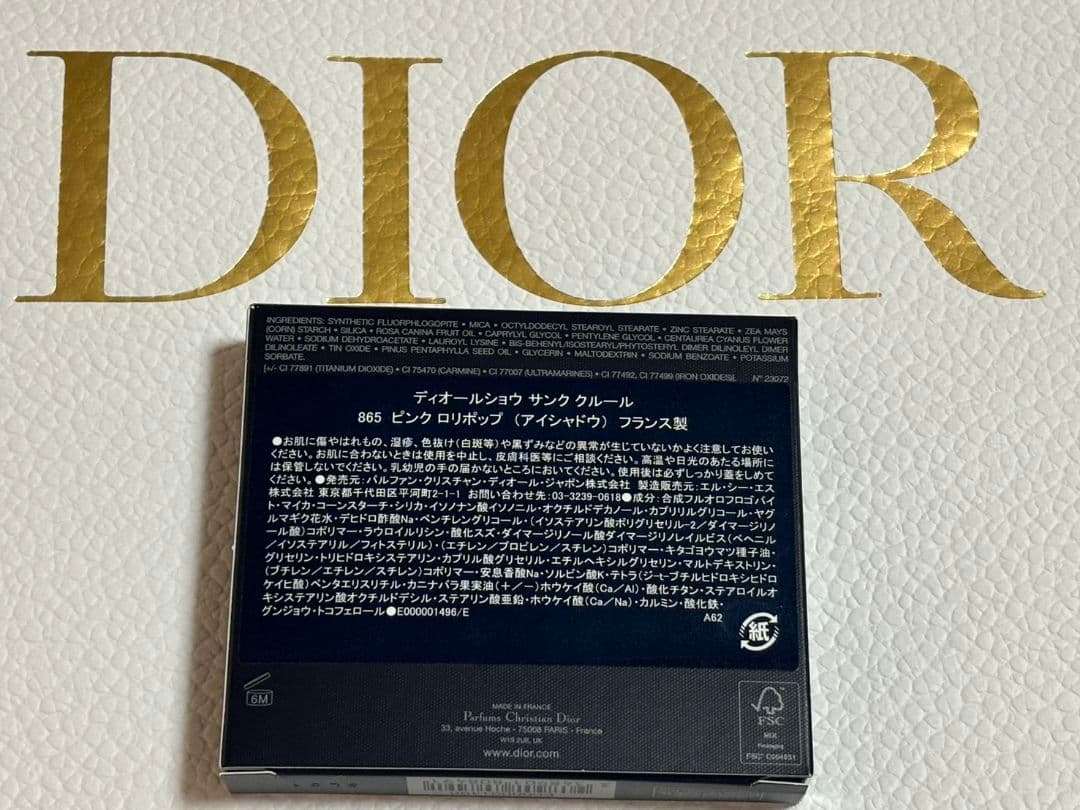 DIOR
INGREDIENTS: SYNTHETIC FLUORPHLOGOPITE • MICA • OCTYLDODECYL STEAROYL STEARATE • ZINC STEARATE • ZEA MAYS
(CORN) STARCH • SILICA • ROSA CANINA FRUIT OIL • CAPRYLYL GLYCOL • PENTYLENE GLYCOL • CENTAUREA CYANUS FLOWER
WATER • SODIUM DEHYDROACETATE • LAUROYL LYSINE • BIS-BEHENYL/ISOSTEARYL/PHYTOSTERYL DIMER DILINOLEYL DIMER
DILINOLEATE • TIN OXIDE • PINUS PENTAPHYLLA SEED OIL • GLYCERIN • MALTODEXTRIN • SODIUM BENZOATE • POTASSIUM
SORBATE.
[+/- CI 77891 (TITANIUM DIOXIDE) • CI 75470 (CARMINE) • CI 77007 (ULTRAMARINES) • CI 77492, CI 77499 (IRON OXIDES)]. N° 23072
ディオールショウ サンク クルール
865 ピンク ロリポップ (アイシャドウ) フランス製
●お肌に傷やはれもの、湿疹、色抜け(白斑等)や黒ずみなどの異常が生じていないかよく注意してお使い
ください。お肌に合わないときは使用を中止し、皮膚科医等にご相談ください。高温や日光のあたる場所に
は保管しないでください。乳幼児の手の届かないところにおいてください。使用後は必ずしっかり蓋をしめて
ください。●発売元:パルファン・クリスチャン・ディオール・ジャポン株式会社 製造販売元:エル・シー・エス
株式会社 東京都千代田区平河町2-1-1 お問い合わせ先:03-3239-0618●成分:合成フルオロフロゴパイ
ト・マイカ・コーンスターチ・シリカ・イソノナン酸イソノニル・オクチルドデカノール・カプリリルグリコール・ヤグ
ルマギク花水・デヒドロ酢酸Na・ペンチレングリコール・(イソステアリン酸ポリグリセリル-2/ダイマージリノ
ール酸)コポリマー・ラウロイルリシン・酸化スズ・ダイマージリノール酸ダイマージリノレイルビス(ベヘニル
/イソステアリル/フィトステリル)・(エチレン/プロピレン/スチレン)コポリマー・キタゴヨウマツ種子油・
グリセリン・トリヒドロキシステアリン・カプリル酸グリセリル・エチルヘキシルグリセリン・マルトデキストリン・
(ブチレン/エチレン/スチレン)コポリマー・安息香酸Na・ソルビン酸K・テトラ(ジ-t-ブチルヒドロキシヒドロ
ケイヒ酸)ペンタエリスリチル・カニナバラ果実油(+/-)ホウケイ酸(Ca/Al)・酸化チタン・ステアロイルオ
キシステアリン酸オクチルドデシル・ステアリン酸亜鉛・ホウケイ酸(Ca/Na)・カルミン・酸化鉄・
グンジョウ・トコフェロール●E000001496/E
A62
紙
6M
MADE IN FRANCE
Parfums Christian Dior
33, avenue Hoche - 75008 PARIS - France
W1S 2UB, UK
www.dior.com
FSC
MIX
Packaging
FSC® C004031